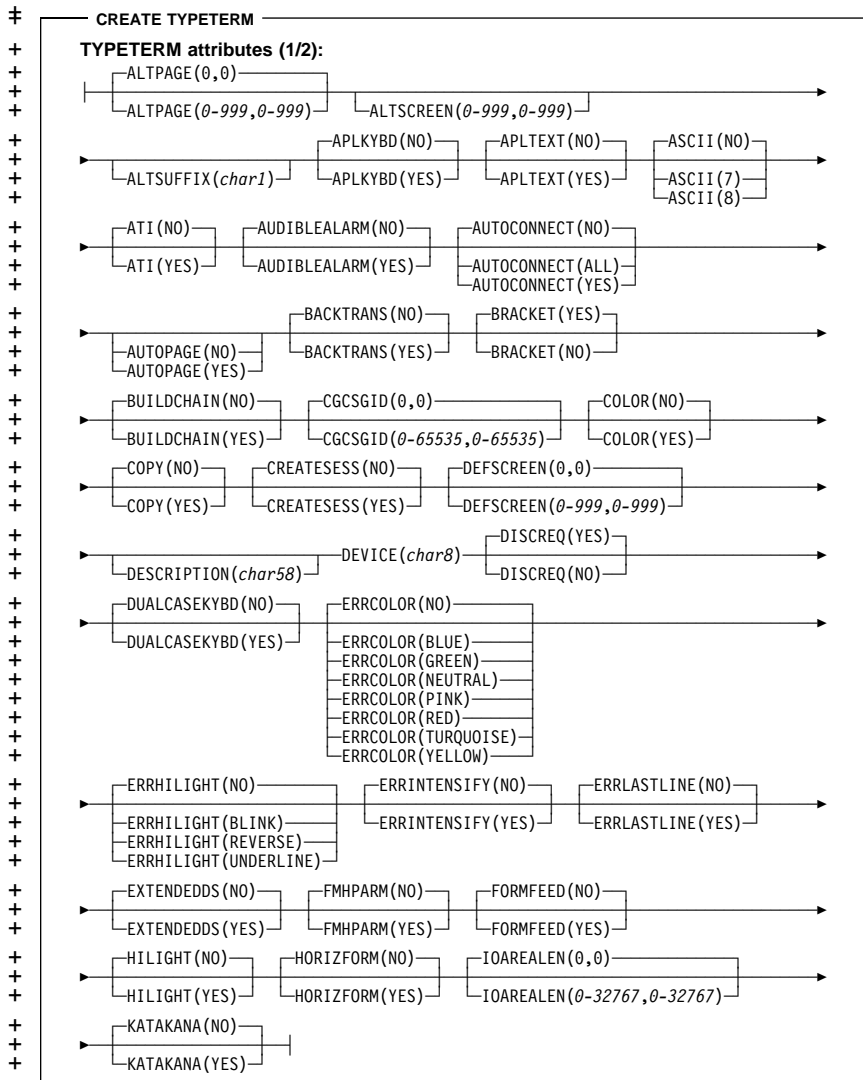 ‡ CREATE TYPETERM
+ TYPETERM attributes (1/2):
+ ALTPAGE(0,0)
+
+ ALTPAGE(0-999,0-999) ALTSCREEN(0-999,0-999)
+ APLKYBD(NO) APLTEXT(NO) ASCII(NO)
+
+ ALTSUFFIX(char1) APLKYBD(YES) APLTEXT(YES) ASCII(7)
+ ASCII(8)
+ ATI(NO) AUDIBLEALARM(NO) AUTOCONNECT(NO)
+
+ ATI(YES) AUDIBLEALARM(YES) AUTOCONNECT(ALL)
+ AUTOCONNECT(YES)
+ BACKTRANS(NO) BRACKET(YES)
+
+ AUTOPAGE(NO) BACKTRANS(YES) BRACKET(NO)
+ AUTOPAGE(YES)
+ BUILDCHAIN(NO) CGCSGID(0,0) COLOR(NO)
+
+ BUILDCHAIN(YES) CGCSGID(0-65535,0-65535) COLOR(YES)
+ COPY(NO) CREATESESS(NO) DEFSCREEN(0,0)
+
+ COPY(YES) CREATESESS(YES) DEFSCREEN(0-999,0-999)
+ DISCREQ(YES)
+ DEVICE(char8)
+ DESCRIPTION(char58) DISCREQ(NO)
+ DUALCASEKYBD(NO) ERRCOLOR(NO)
+
+ DUALCASEKYBD(YES) ERRCOLOR(BLUE)
+ ERRCOLOR(GREEN)
+ ERRCOLOR(NEUTRAL)
+ ERRCOLOR(PINK)
+ ERRCOLOR(RED)
+ ERRCOLOR(TURQUOISE)
+ ERRCOLOR(YELLOW)
+ ERRHILIGHT(NO) ERRINTENSIFY(NO) ERRLASTLINE(NO)
+
+ ERRHILIGHT(BLINK) ERRINTENSIFY(YES) ERRLASTLINE(YES)
+ ERRHILIGHT(REVERSE)
+ ERRHILIGHT(UNDERLINE)
+ EXTENDEDDS(NO) FMHPARM(NO) FORMFEED(NO)
+
+ EXTENDEDDS(YES) FMHPARM(YES) FORMFEED(YES)
+ HILIGHT(NO) HORIZFORM(NO) IOAREALEN(0,0)
+
+ HILIGHT(YES) HORIZFORM(YES) IOAREALEN(0-32767,0-32767)
+ KATAKANA(NO)
+
+ KATAKANA(YES)